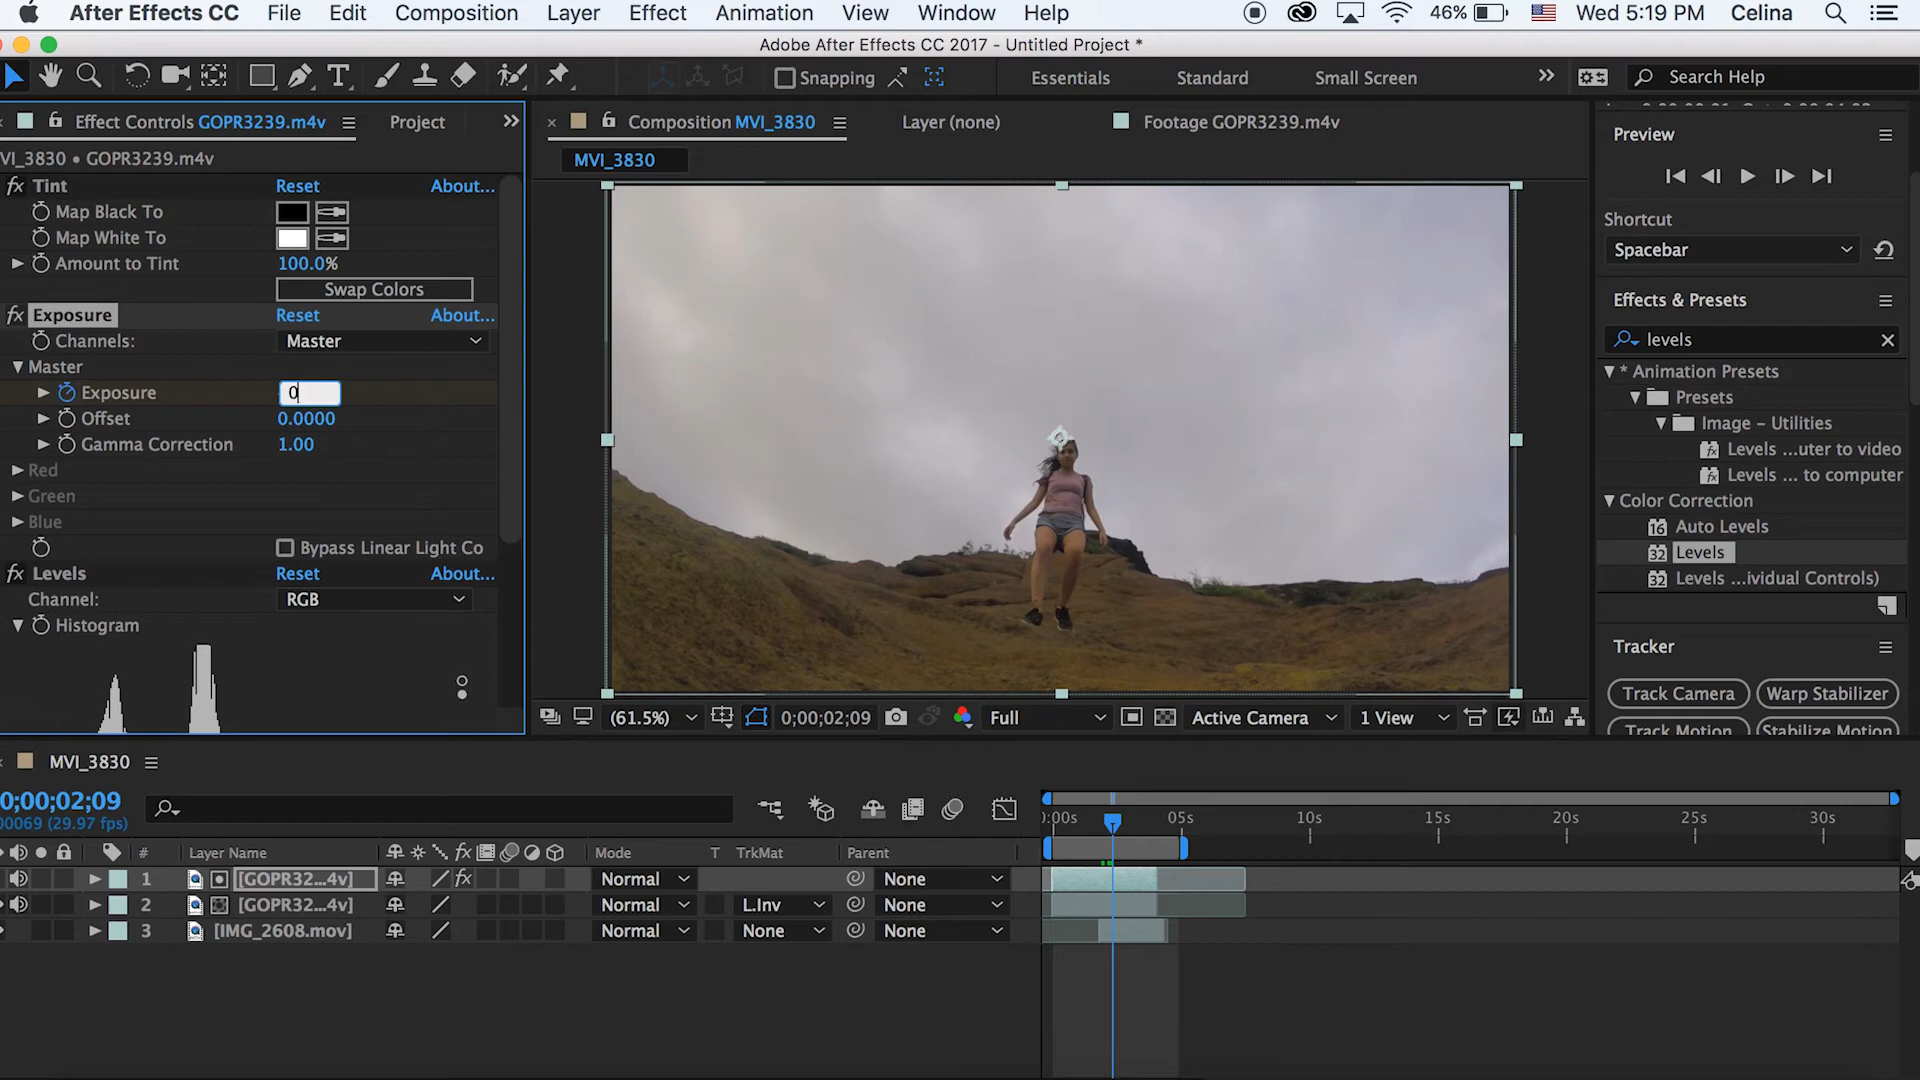 After Effects CC File Edit Composition Layer Effect Animation View Window Help 46% Wed 5:19 PM Celina
Adobe After Effects CC 2017 - Untitled Project *
Snapping Essentials Standard Small Screen Search Help
Effect Controls GOPR3239.m4v Project
VI_3830 • GOPR3239.m4v
fx Tint Reset About...
Map Black To
Map White To
Amount to Tint 100.0%
Swap Colors
fx Exposure Reset About...
Channels: Master
Master
Exposure 0
Offset 0.0000
Gamma Correction 1.00
Red
Green
Blue
Bypass Linear Light Co
fx Levels Reset About...
Channel: RGB
Histogram
Composition MVI_3830 Layer (none) Footage GOPR3239.m4v
MVI_3830
(61.5%) 0;00;02;09 Full Active Camera 1 View
Preview
Shortcut
Spacebar
Effects & Presets
levels
* Animation Presets
Presets
Image – Utilities
Levels ...uter to video
Levels ... to computer
Color Correction
16 Auto Levels
32 Levels
32 Levels ...ividual Controls)
Tracker
Track Camera Warp Stabilizer
Track Motion Stabilize Motion
MVI_3830
0;00;02;09
00069 (29.97 fps)
):00s 05s 10s 15s 20s 25s 30s
# Layer Name fx Mode T TrkMat Parent
1 [GOPR32...4v] fx Normal None
2 [GOPR32...4v] Normal L.Inv None
3 [IMG_2608.mov] Normal None None